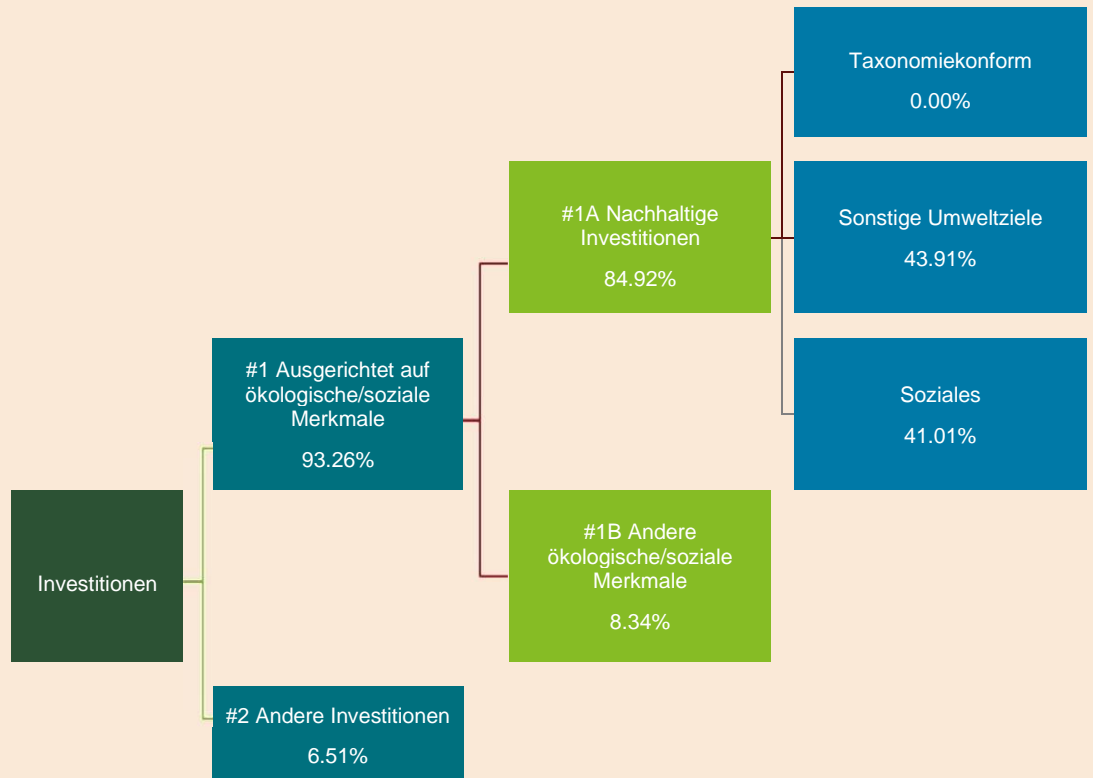 Taxonomiekonform
0.00%
#1A Nachhaltige
Investitionen
84.92%
Sonstige Umweltziele
43.91%
#1 Ausgerichtet auf
ökologische/soziale
Merkmale
93.26%
Soziales
41.01%
Investitionen
#1B Andere
ökologische/soziale
Merkmale
8.34%
#2 Andere Investitionen
6.51%